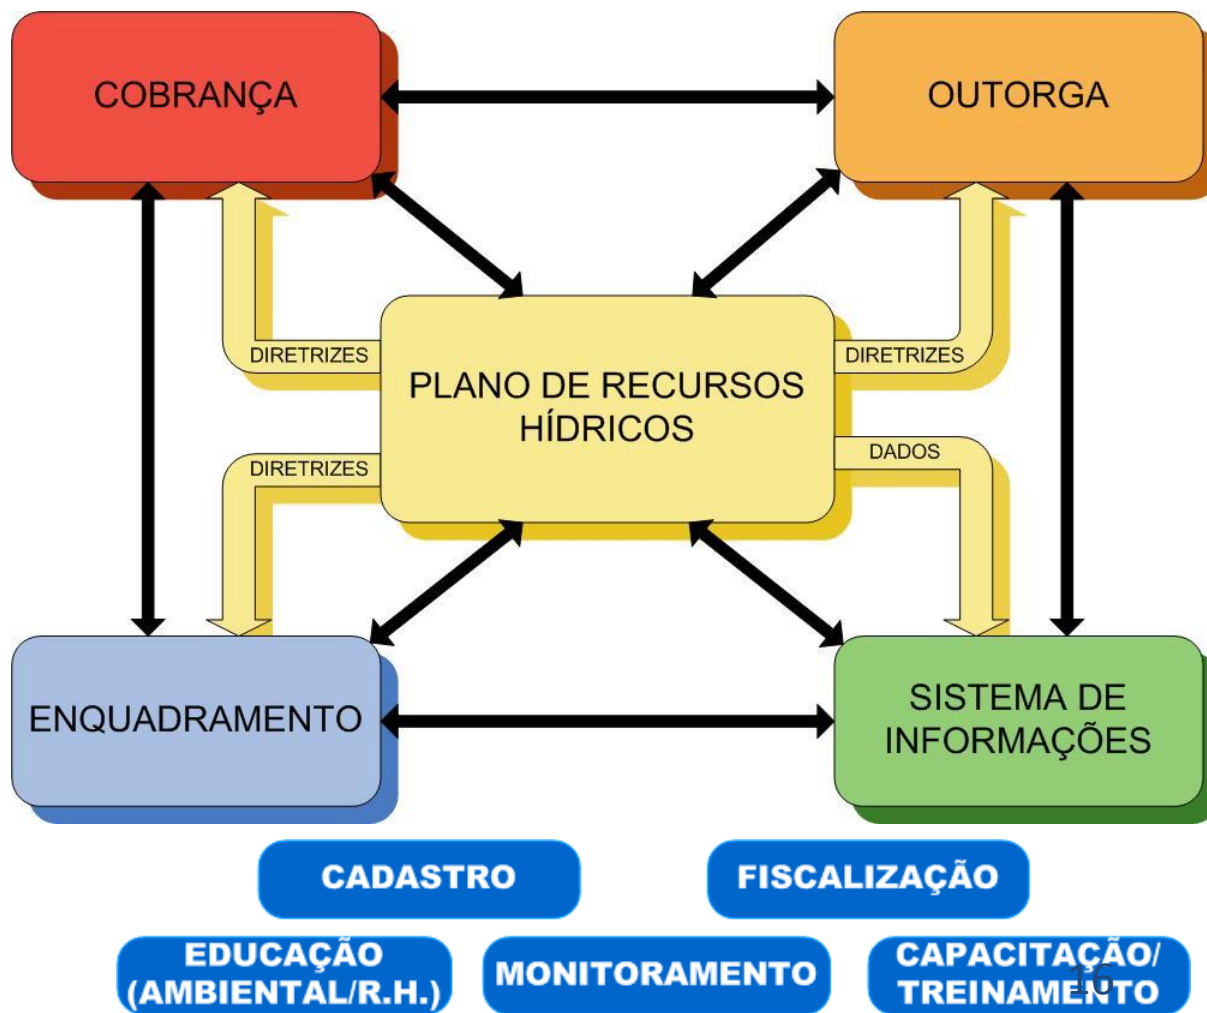 COBRANÇA
OUTORGA
DIRETRIZES
DIRETRIZES
PLANO DE RECURSOS
HÍDRICOS
DIRETRIZES
DADOS
ENQUADRAMENTO
SISTEMA DE
INFORMAÇÕES
CADASTRO
FISCALIZAÇÃO
EDUCAÇÃO
(AMBIENTAL/R.H.)
MONITORAMENTO
CAPACITAÇÃO/
TREINAMENTO
16